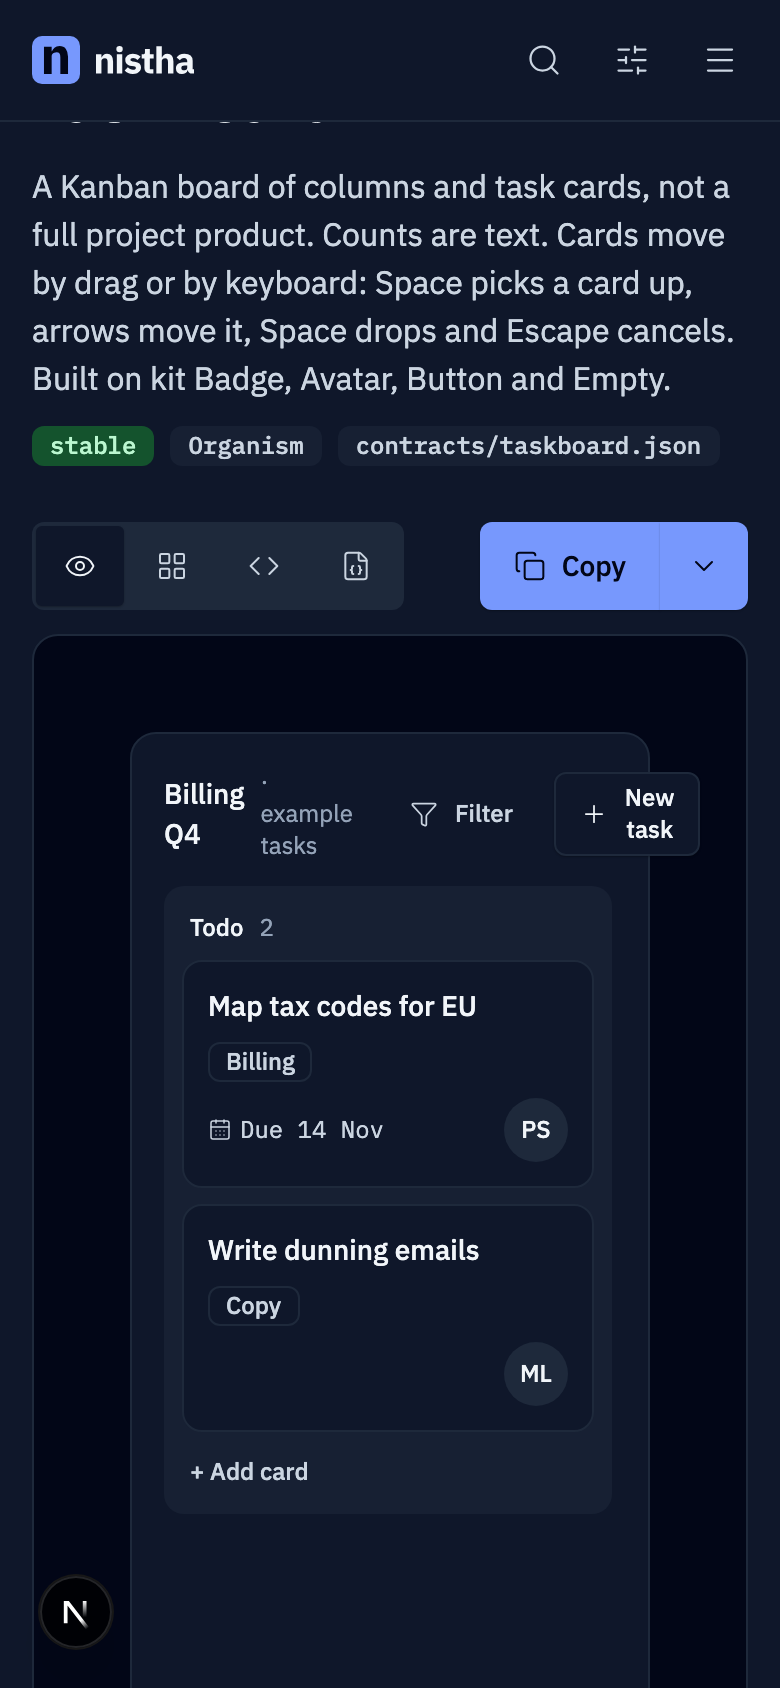 nistha
A Kanban board of columns and task cards, not a
full project product. Counts are text. Cards move
by drag or by keyboard: Space picks a card up,
arrows move it, Space drops and Escape cancels.
Built on kit Badge, Avatar, Button and Empty.
stable Organism contracts/taskboard.json
Copy
Billing
Q4
·
example
tasks
Filter
New
task
Todo 2
Map tax codes for EU
Billing
Due 14 Nov PS
Write dunning emails
Copy
ML
+ Add card